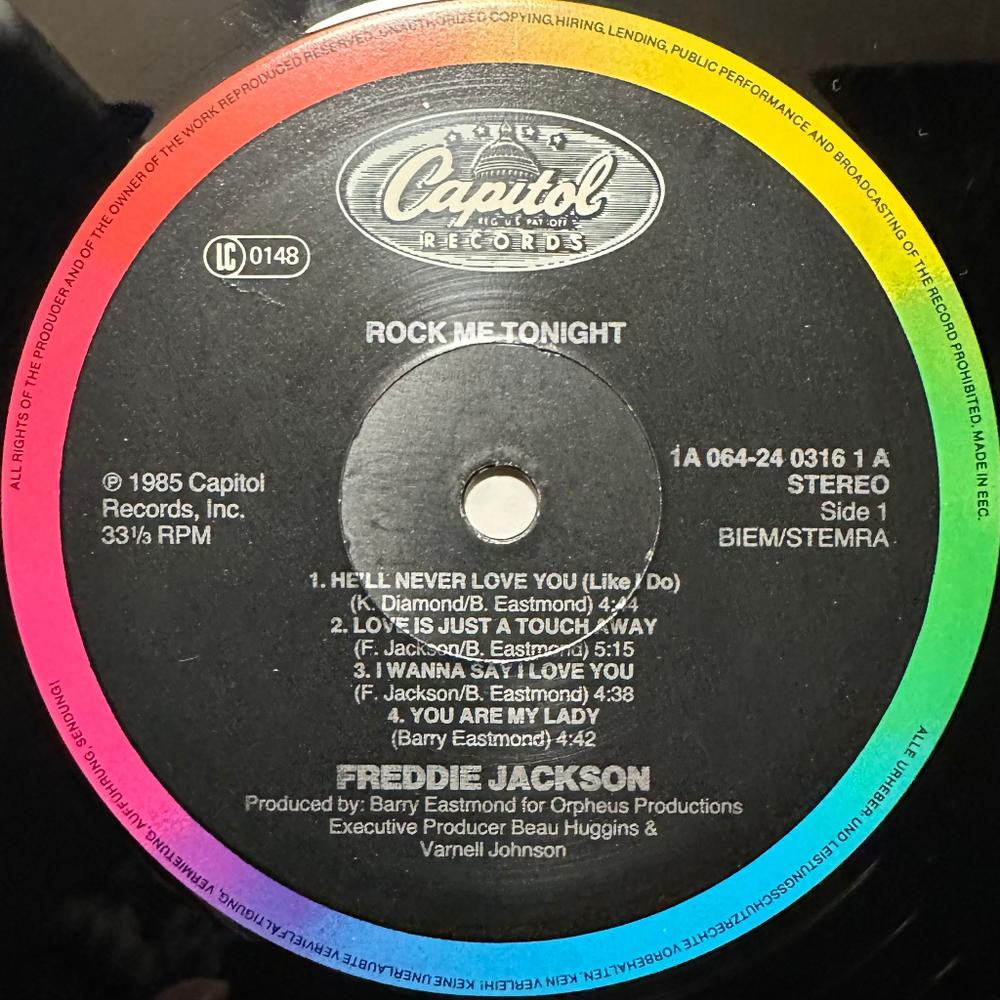 ALL RIGHTS OF THE PRODUCER AND OF THE OWNER OF THE WORK REPRODUCED RESERVED. UNAUTHORIZED COPYING, HIRING, LENDING, PUBLIC PERFORMANCE AND BROADCASTING OF THE RECORD PROHIBITED. MADE IN EEC.
Capitol
REG. U.S. PAT. OFF.
RECORDS
LC 0148
ROCK ME TONIGHT
℗ 1985 Capitol
Records, Inc.
33⅓ RPM
1A 064-24 0316 1 A
STEREO
Side 1
BIEM/STEMRA
1. HE'LL NEVER LOVE YOU (Like I Do)
(K. Diamond/B. Eastmond) 4:44
2. LOVE IS JUST A TOUCH AWAY
(F. Jackson/B. Eastmond) 5:15
3. I WANNA SAY I LOVE YOU
(F. Jackson/B. Eastmond) 4:38
4. YOU ARE MY LADY
(Barry Eastmond) 4:42
FREDDIE JACKSON
Produced by: Barry Eastmond for Orpheus Productions
Executive Producer Beau Huggins &
Varnell Johnson
ALLE URHEBER- UND LEISTUNGSSCHUTZRECHTE VORBEHALTEN. KEIN VERLEIH! KEINE UNERLAUBTE VERVIELFÄLTIGUNG, VERMIETUNG, AUFFÜHRUNG, SENDUNG!